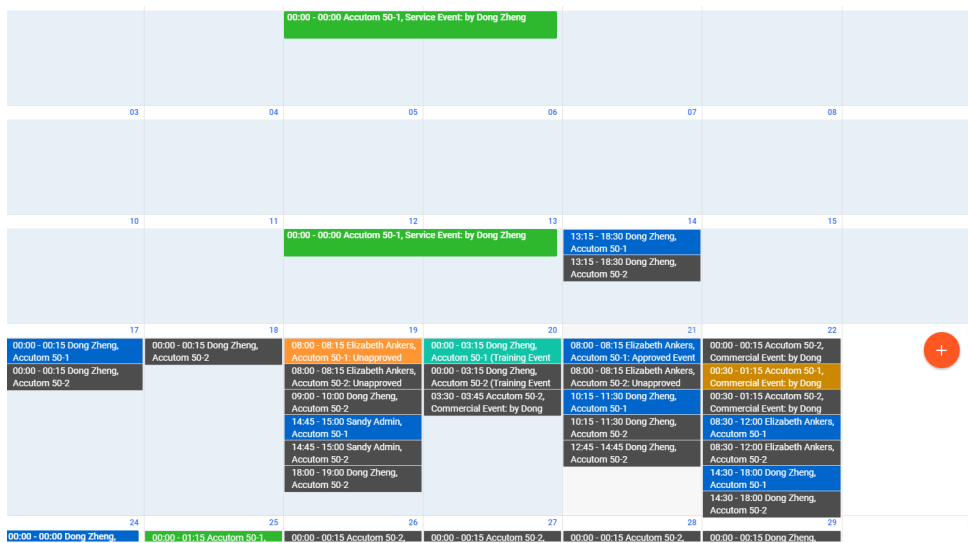 00:00 - 00:00 Accutom 50-1, Service Event: by Dong Zheng
03 04 05 06 07 08
10 11 12 13 14 15
00:00 - 00:00 Accutom 50-1, Service Event: by Dong Zheng
13:15 - 18:30 Dong Zheng,
Accutom 50-1
13:15 - 18:30 Dong Zheng,
Accutom 50-2
17 18 19 20 21 22
00:00 - 00:15 Dong Zheng,
Accutom 50-1
00:00 - 00:15 Dong Zheng,
Accutom 50-2
00:00 - 00:15 Dong Zheng,
Accutom 50-2
08:00 - 08:15 Elizabeth Ankers,
Accutom 50-1: Unapproved
08:00 - 08:15 Elizabeth Ankers,
Accutom 50-2: Unapproved
09:00 - 10:00 Dong Zheng,
Accutom 50-2
14:45 - 15:00 Sandy Admin,
Accutom 50-1
14:45 - 15:00 Sandy Admin,
Accutom 50-2
18:00 - 19:00 Dong Zheng,
Accutom 50-2
00:00 - 03:15 Dong Zheng,
Accutom 50-1 (Training Event
00:00 - 03:15 Dong Zheng,
Accutom 50-2 (Training Event
03:30 - 03:45 Accutom 50-2,
Commercial Event: by Dong
08:00 - 08:15 Elizabeth Ankers,
Accutom 50-1: Approved Event
08:00 - 08:15 Elizabeth Ankers,
Accutom 50-2: Unapproved
10:15 - 11:30 Dong Zheng,
Accutom 50-1
10:15 - 11:30 Dong Zheng,
Accutom 50-2
12:45 - 14:45 Dong Zheng,
Accutom 50-2
00:00 - 00:15 Accutom 50-2,
Commercial Event: by Dong
00:30 - 01:15 Accutom 50-1,
Commercial Event: by Dong
00:30 - 01:15 Accutom 50-2,
Commercial Event: by Dong
08:30 - 12:00 Elizabeth Ankers,
Accutom 50-1
08:30 - 12:00 Elizabeth Ankers,
Accutom 50-2
14:30 - 18:00 Dong Zheng,
Accutom 50-1
14:30 - 18:00 Dong Zheng,
Accutom 50-2
+
24 25 26 27 28 29
00:00 - 00:00 Dong Zheng,
00:00 - 01:15 Accutom 50-1,
00:00 - 00:15 Accutom 50-2,
00:00 - 00:15 Accutom 50-2,
00:00 - 00:15 Accutom 50-2,
00:00 - 00:15 Dong Zheng,